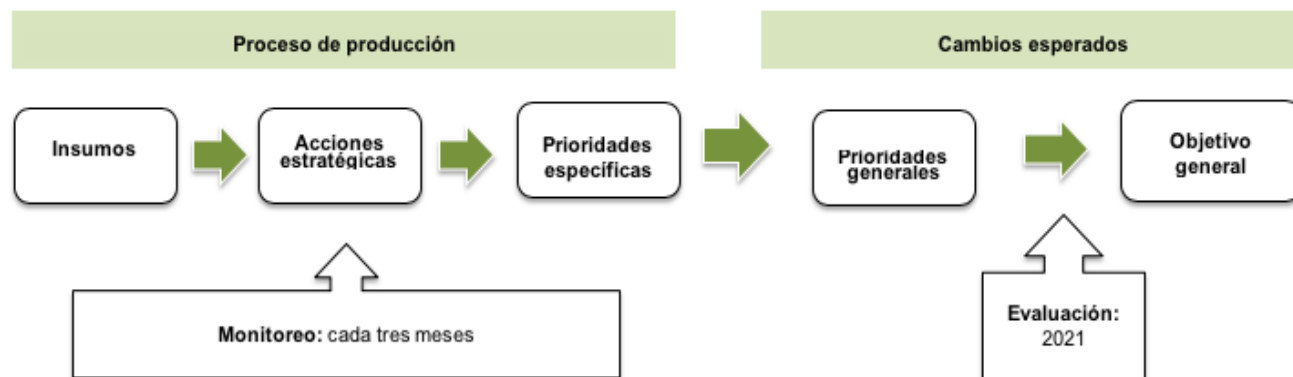 Proceso de producción
Cambios esperados
Insumos
Acciones
estratégicas
Prioridades
específicas
Prioridades
generales
Objetivo
general
Monitoreo: cada tres meses
Evaluación:
2021